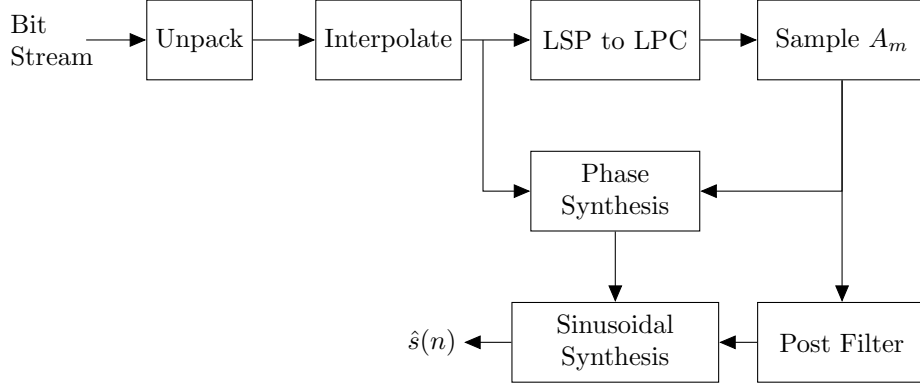 Bit
Stream
Unpack
Interpolate
LSP to LPC
Sample $A_m$
Phase
Synthesis
$\hat{s}(n)$
Sinusoidal
Synthesis
Post Filter